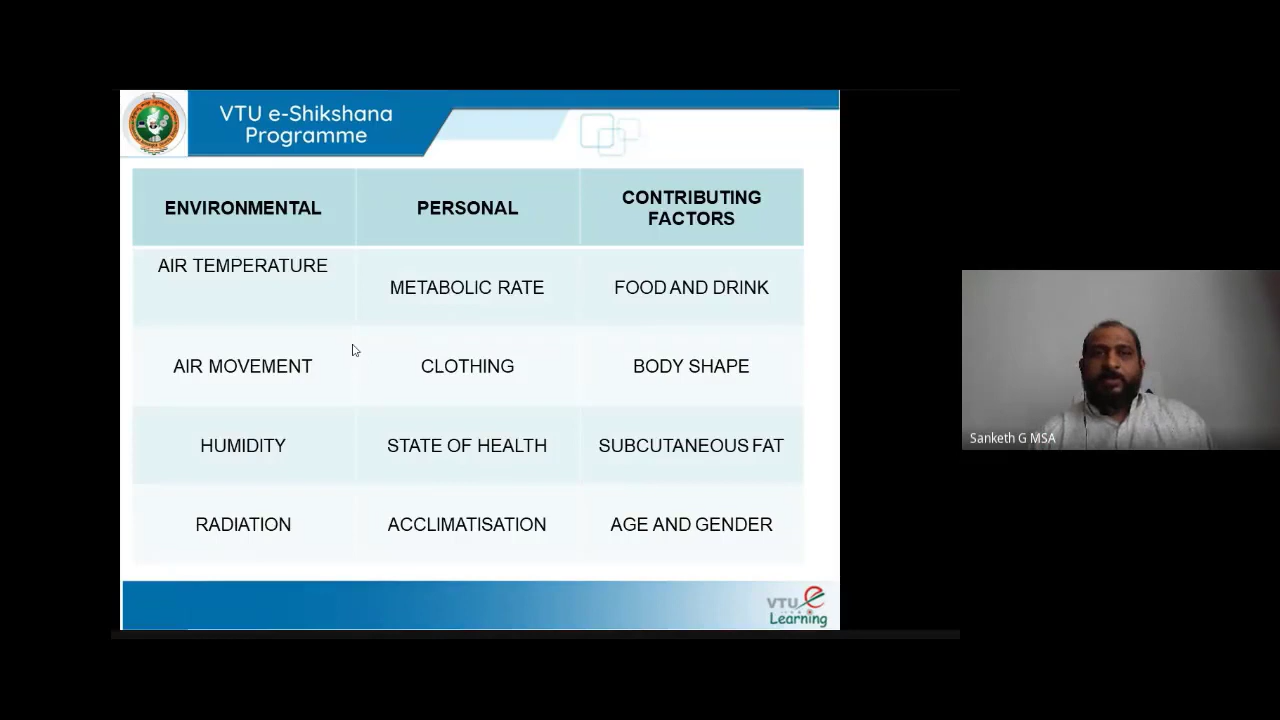 VTU e-Shikshana
Programme
ENVIRONMENTAL
PERSONAL
CONTRIBUTING
FACTORS
AIR TEMPERATURE
METABOLIC RATE
FOOD AND DRINK
AIR MOVEMENT
CLOTHING
BODY SHAPE
HUMIDITY
STATE OF HEALTH
SUBCUTANEOUS FAT
RADIATION
ACCLIMATISATION
AGE AND GENDER
VTU e
Learning
Sanketh G MSA